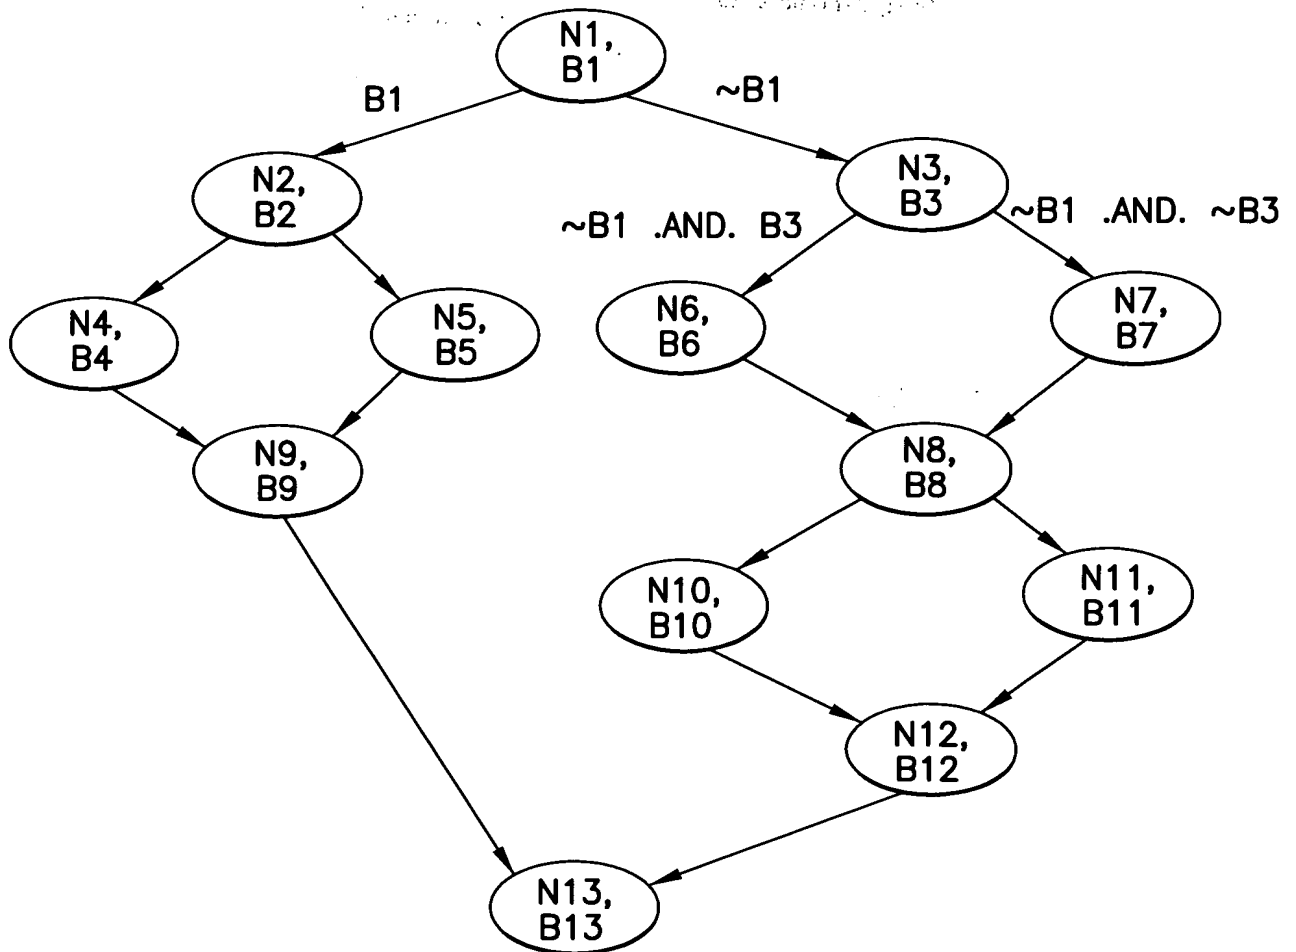 N1,
B1
B1
~B1
N2,
B2
N3,
B3
~B1 .AND. B3
~B1 .AND. ~B3
N4,
B4
N5,
B5
N6,
B6
N7,
B7
N9,
B9
N8,
B8
N10,
B10
N11,
B11
N12,
B12
N13,
B13